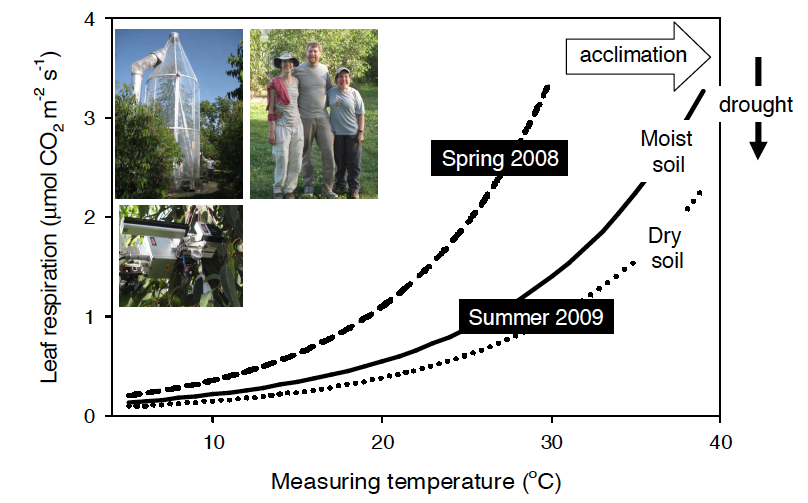 4
3
2
1
0
10
20
30
40
Leaf respiration (μmol CO₂ m⁻² s⁻¹)
Measuring temperature (°C)
acclimation
drought
Moist
soil
Spring 2008
Dry
soil
Summer 2009